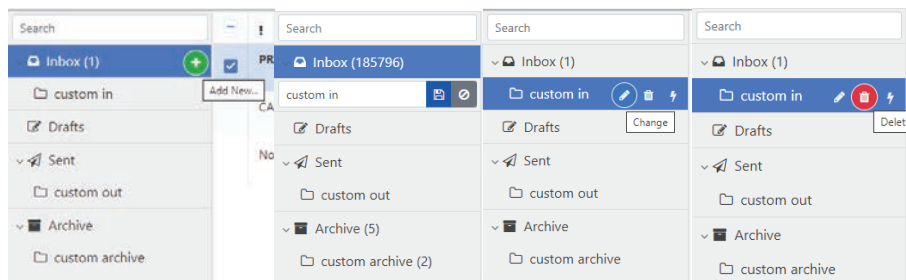 Search
!
Inbox (1)
PR
Add New...
custom in
CA
Drafts
Sent
No
custom out
Archive
custom archive
Search
Inbox (185796)
custom in
Drafts
Sent
custom out
Archive (5)
custom archive (2)
Search
Inbox (1)
custom in
Change
Drafts
Sent
custom out
Archive
custom archive
Search
Inbox (1)
custom in
Delet
Drafts
Sent
custom out
Archive
custom archive